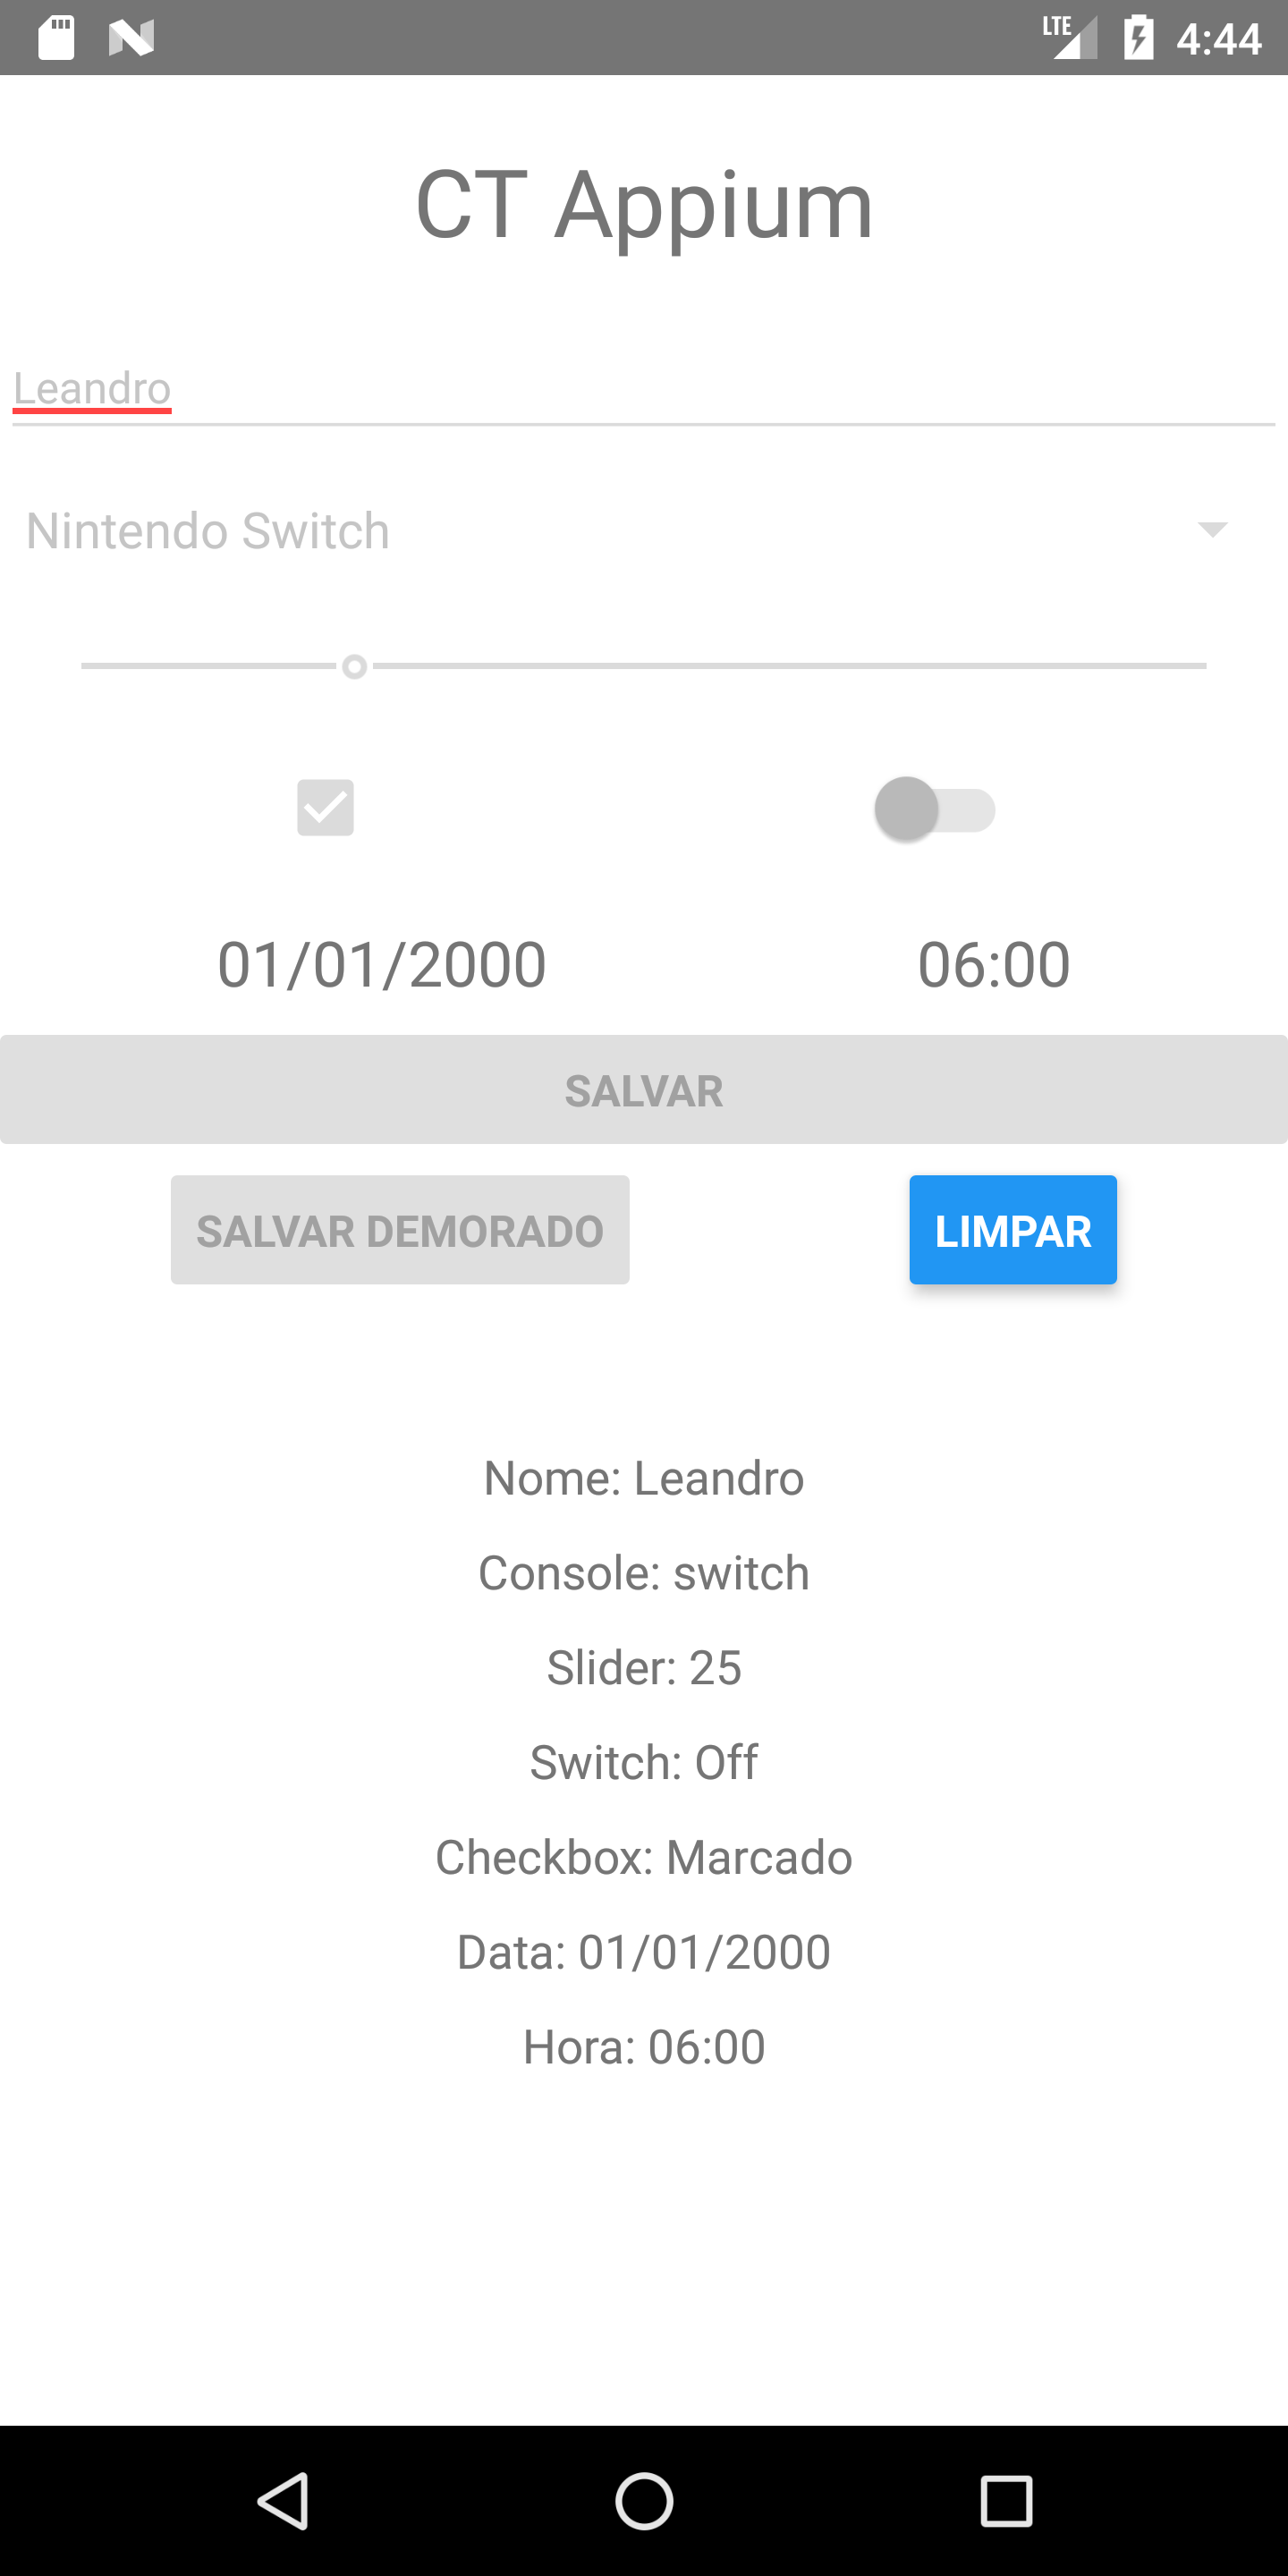 LTE 4:44
CT Appium
Leandro
Nintendo Switch
01/01/2000 06:00
SALVAR
SALVAR DEMORADO LIMPAR
Nome: Leandro
Console: switch
Slider: 25
Switch: Off
Checkbox: Marcado
Data: 01/01/2000
Hora: 06:00